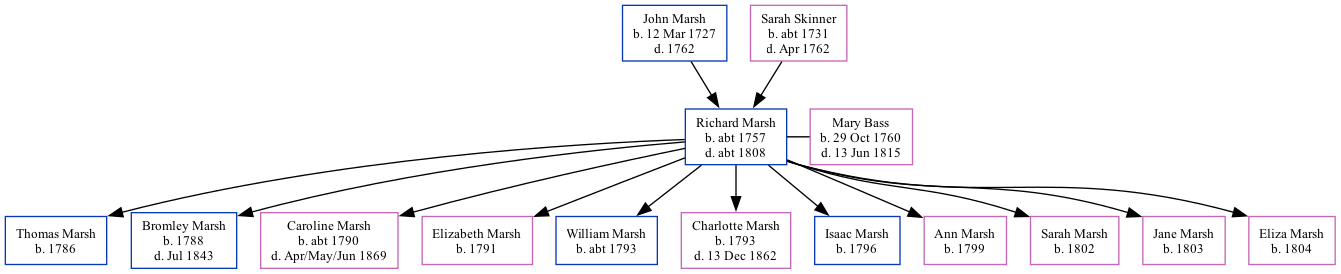 John Marsh
b. 12 Mar 1727
d. 1762
Sarah Skinner
b. abt 1731
d. Apr 1762
Richard Marsh
b. abt 1757
d. abt 1808
Mary Bass
b. 29 Oct 1760
d. 13 Jun 1815
Thomas Marsh
b. 1786
Bromley Marsh
b. 1788
d. Jul 1843
Caroline Marsh
b. abt 1790
d. Apr/May/Jun 1869
Elizabeth Marsh
b. 1791
William Marsh
b. abt 1793
Charlotte Marsh
b. 1793
d. 13 Dec 1862
Isaac Marsh
b. 1796
Ann Marsh
b. 1799
Sarah Marsh
b. 1802
Jane Marsh
b. 1803
Eliza Marsh
b. 1804